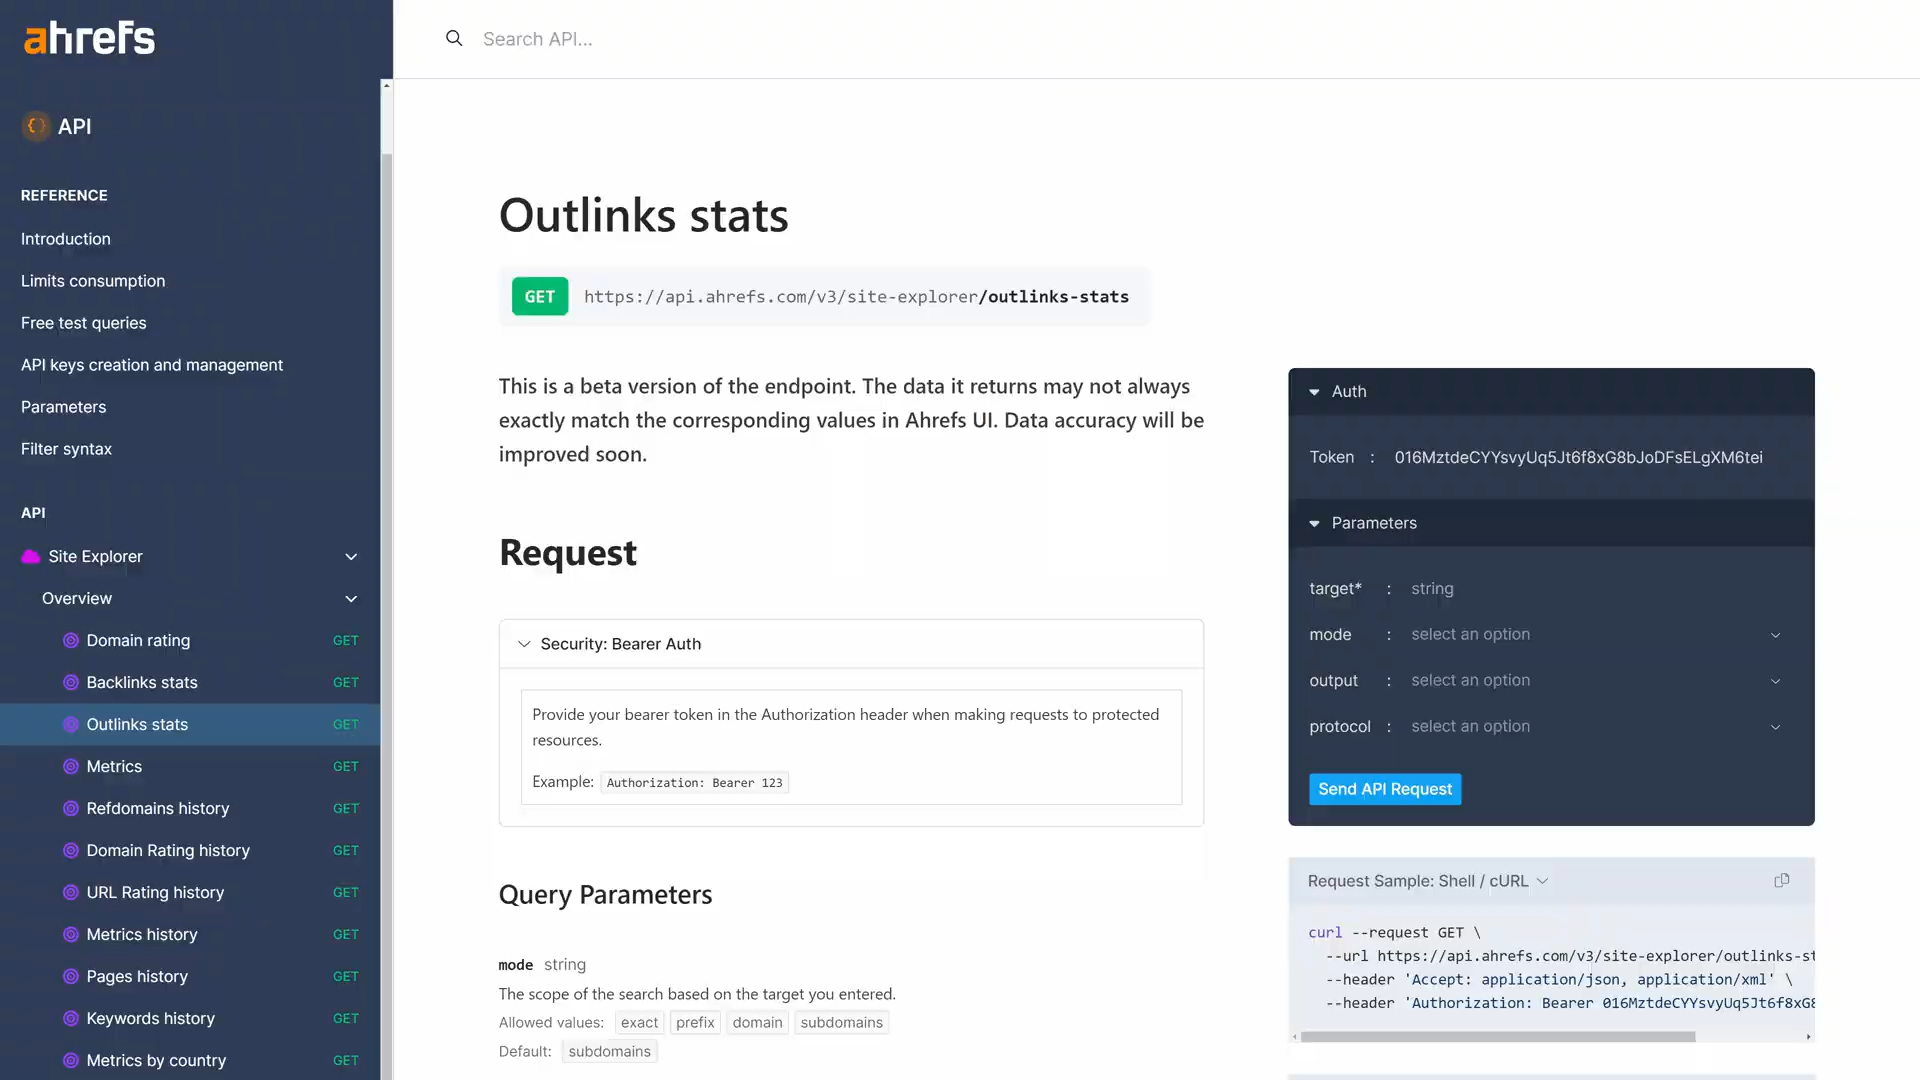 ahrefs
Search API...
{} API
REFERENCE
Introduction
Limits consumption
Free test queries
API keys creation and management
Parameters
Filter syntax
API
Site Explorer
Overview
Domain rating GET
Backlinks stats GET
Outlinks stats GET
Metrics GET
Refdomains history GET
Domain Rating history GET
URL Rating history GET
Metrics history GET
Pages history GET
Keywords history GET
Metrics by country GET
Outlinks stats
GET https://api.ahrefs.com/v3/site-explorer/outlinks-stats
This is a beta version of the endpoint. The data it returns may not always
exactly match the corresponding values in Ahrefs UI. Data accuracy will be
improved soon.
Request
Security: Bearer Auth
Provide your bearer token in the Authorization header when making requests to protected
resources.
Example: Authorization: Bearer 123
Query Parameters
mode string
The scope of the search based on the target you entered.
Allowed values: exact prefix domain subdomains
Default: subdomains
Auth
Token : 016MztdeCYYsvyUq5Jt6f8xG8bJoDFsELgXM6tei
Parameters
target* : string
mode : select an option
output : select an option
protocol : select an option
Send API Request
Request Sample: Shell / cURL
curl --request GET \
--url https://api.ahrefs.com/v3/site-explorer/outlinks-st
--header 'Accept: application/json, application/xml' \
--header 'Authorization: Bearer 016MztdeCYYsvyUq5Jt6f8xG8